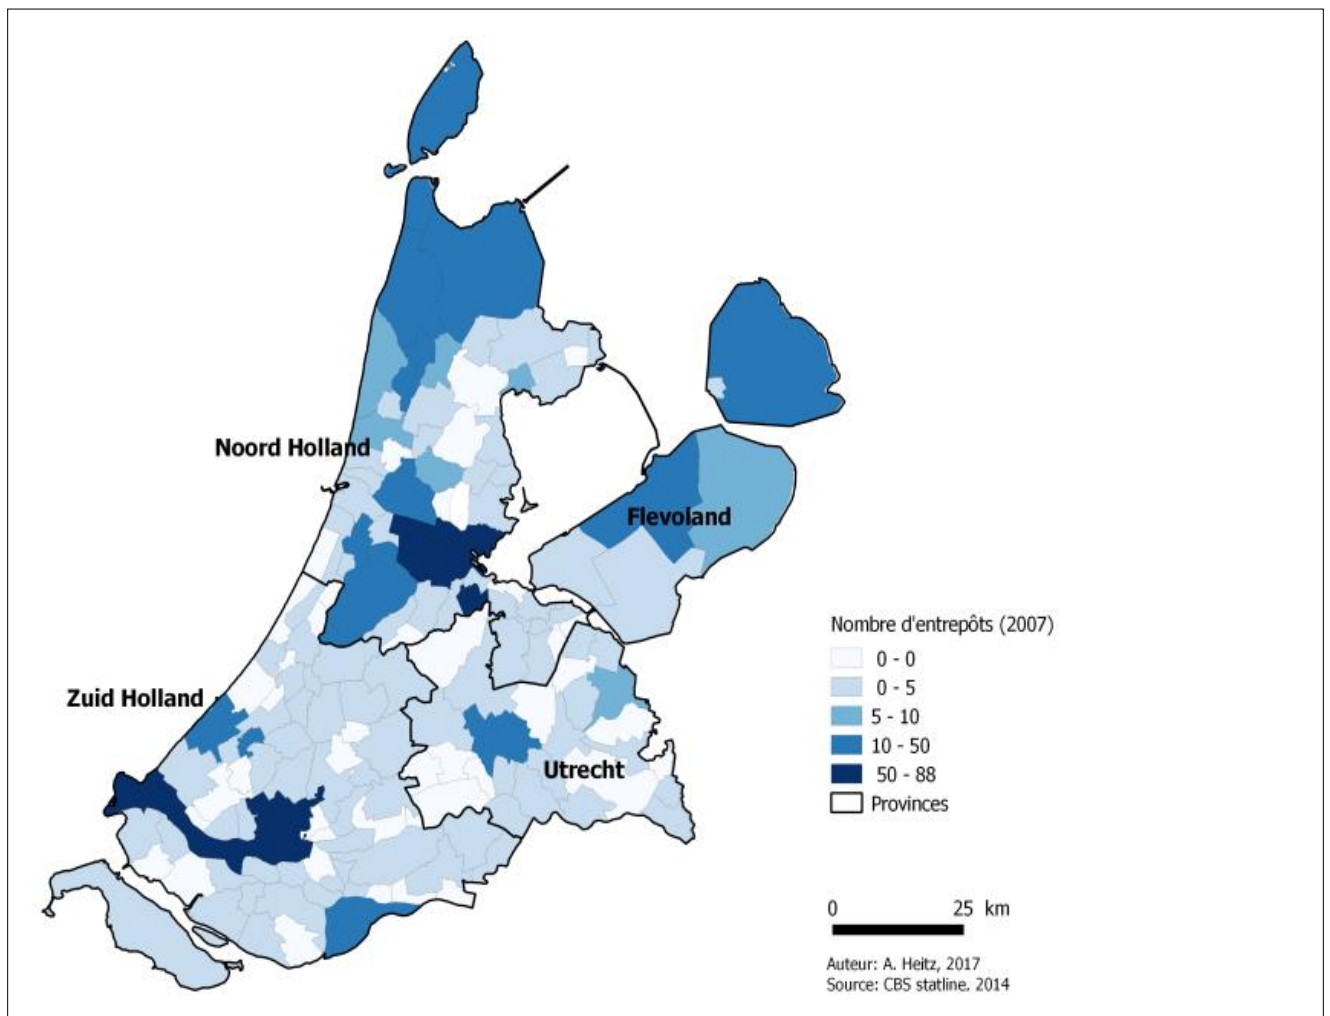 Noord Holland
Flevoland
Zuid Holland
Utrecht
Nombre d'entrepôts (2007)
0 - 0
0 - 5
5 - 10
10 - 50
50 - 88
Provinces
0 25 km
Auteur: A. Heitz, 2017
Source: CBS statline. 2014